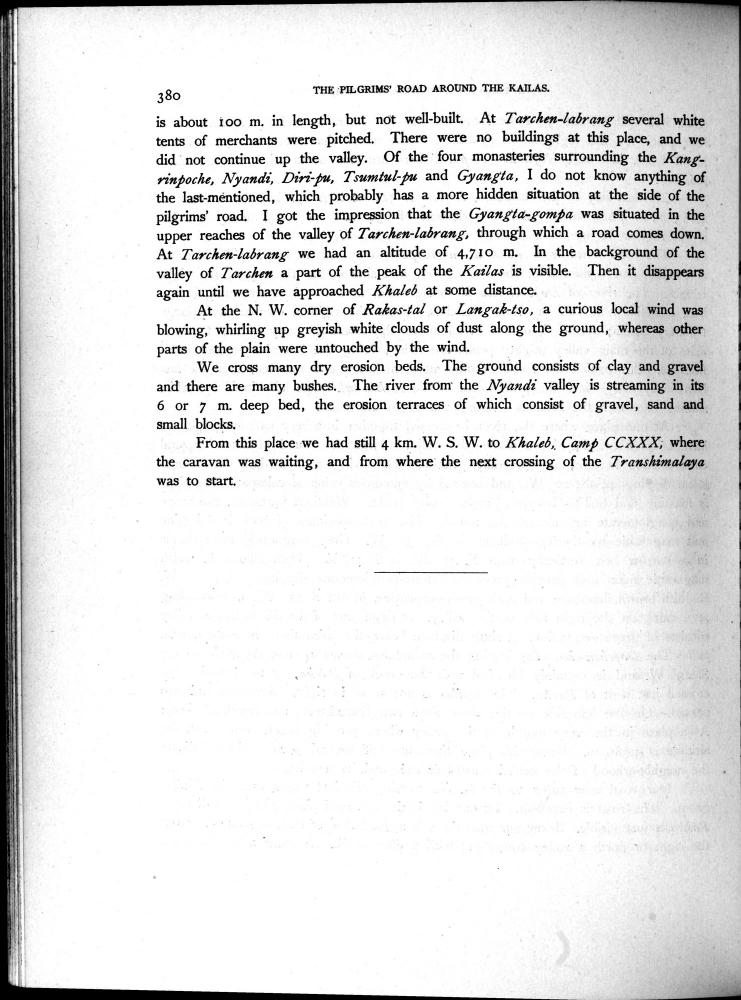 380
THE PILGRIMS' ROAD AROUND THE KAILAS.
is about 100 m. in length, but not well-built. At Tarchen-labrang several white
tents of merchants were pitched. There were no buildings at this place, and we
did not continue up the valley. Of the four monasteries surrounding the Kang-
rinpoche, Nyandi, Diri-pu, Tsumtul-pu and Gyangta, I do not know anything of
the last-mentioned, which probably has a more hidden situation at the side of the
pilgrims' road. I got the impression that the Gyangta-gompa was situated in the
upper reaches of the valley of Tarchen-labrang, through which a road comes down.
At Tarchen-labrang we had an altitude of 4,710 m. In the background of the
valley of Tarchen a part of the peak of the Kailas is visible. Then it disappears
again until we have approached Khaleb at some distance.
At the N. W. corner of Rakas-tal or Langak-tso, a curious local wind was
blowing, whirling up greyish white clouds of dust along the ground, whereas other
parts of the plain were untouched by the wind.
We cross many dry erosion beds. The ground consists of clay and gravel
and there are many bushes. The river from the Nyandi valley is streaming in its
6 or 7 m. deep bed, the erosion terraces of which consist of gravel, sand and
small blocks.
From this place we had still 4 km. W. S. W. to Khaleb, Camp CCXXX, where
the caravan was waiting, and from where the next crossing of the Transhimalaya
was to start.